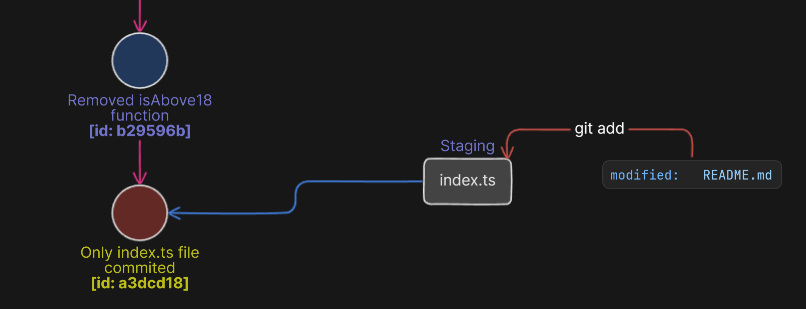 Removed isAbove18
function
[id: b29596b]
git add
Staging
index.ts
modified: README.md
Only index.ts file
commited
[id: a3dcd18]